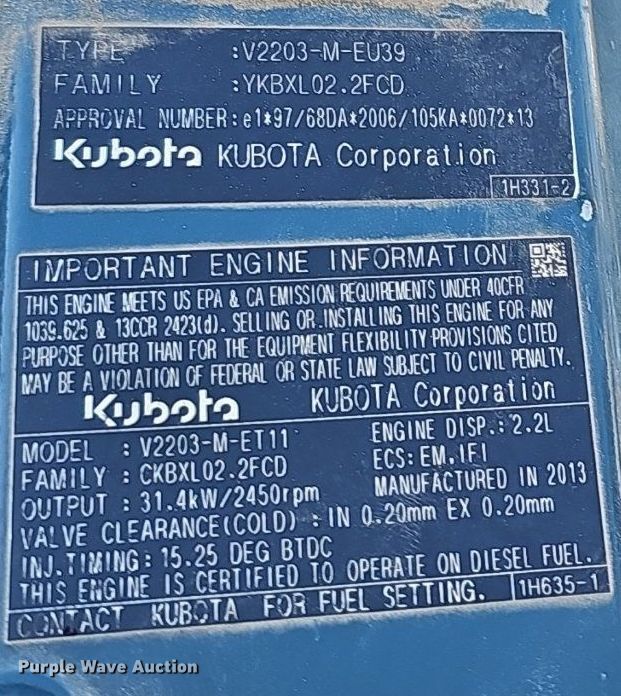 TYPE :V2203-M-EU39
FAMILY :YKBXL02.2FCD
APPROVAL NUMBER:e1*97/68DA*2006/105KA*0072*13
Kubota KUBOTA Corporation
1H331-2
IMPORTANT ENGINE INFORMATION
THIS ENGINE MEETS US EPA & CA EMISSION REQUIREMENTS UNDER 40CFR
1039.625 & 13CCR 2423(d). SELLING OR INSTALLING THIS ENGINE FOR ANY
PURPOSE OTHER THAN FOR THE EQUIPMENT FLEXIBILITY PROVISIONS CITED
MAY BE A VIOLATION OF FEDERAL OR STATE LAW SUBJECT TO CIVIL PENALTY.
Kubota KUBOTA Corporation
MODEL : V2203-M-ET11 ENGINE DISP.: 2.2L
FAMILY : CKBXL02.2FCD ECS: EM, IFI
OUTPUT : 31.4kW/2450rpm MANUFACTURED IN 2013
VALVE CLEARANCE(COLD) : IN 0.20mm EX 0.20mm
INJ.TIMING: 15.25 DEG BTDC
THIS ENGINE IS CERTIFIED TO OPERATE ON DIESEL FUEL.
CONTACT KUBOTA FOR FUEL SETTING. 1H635-1
Purple Wave Auction